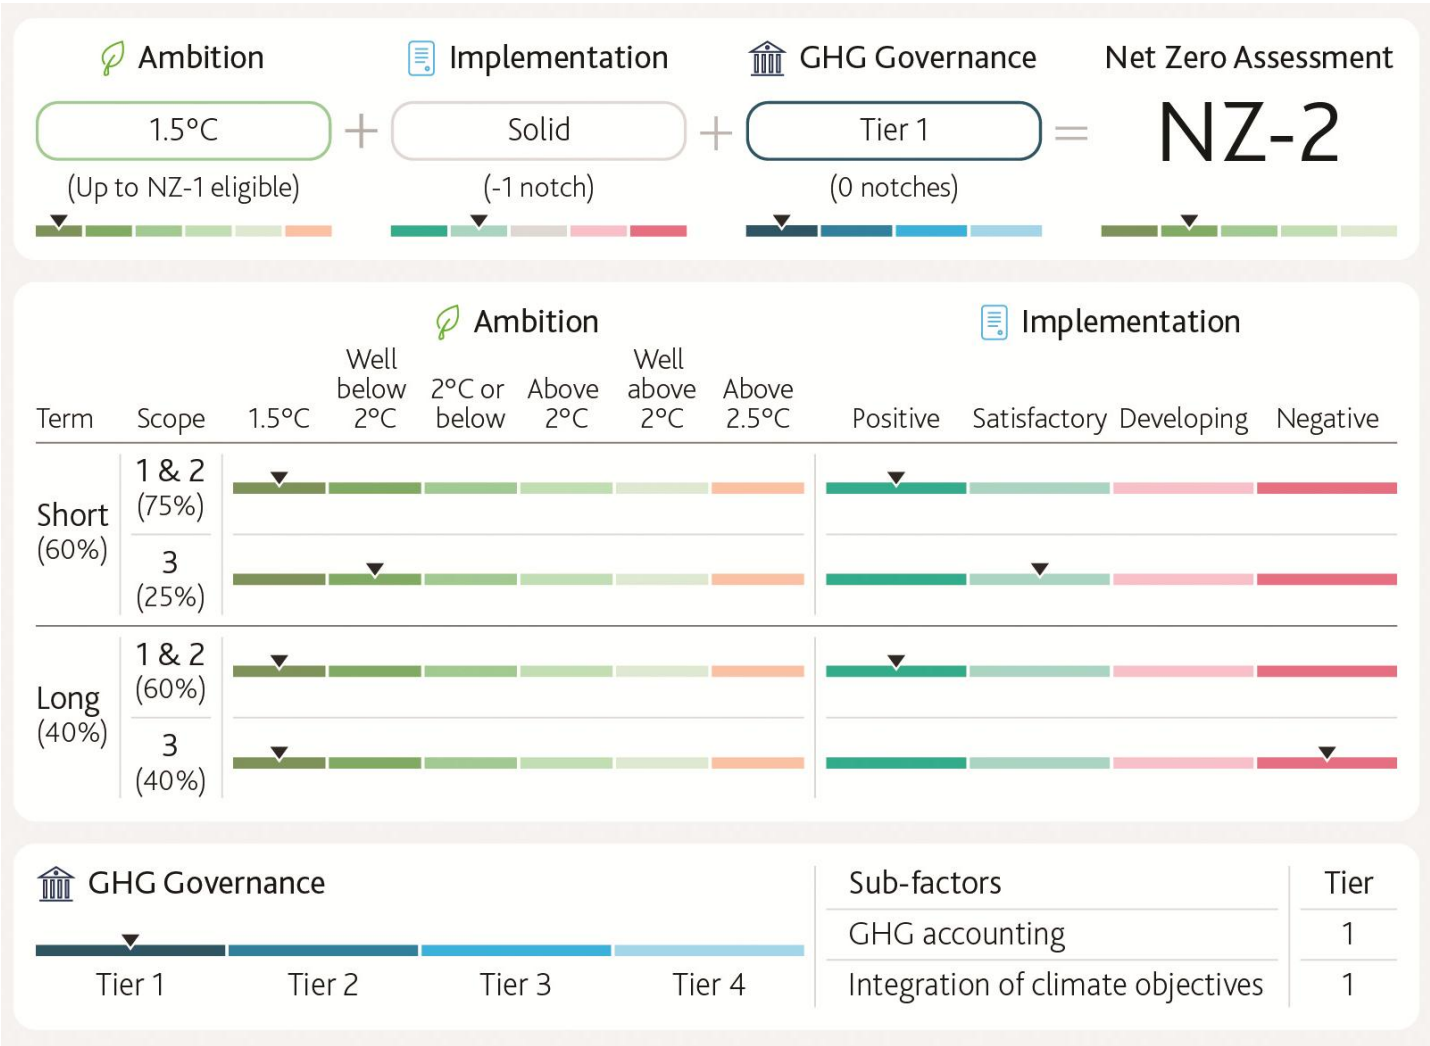 Ambition
Implementation
GHG Governance
Net Zero Assessment
1.5°C
+
Solid
+
Tier 1
=
NZ-2
(Up to NZ-1 eligible)
(-1 notch)
(0 notches)
Ambition
Implementation
Term
Scope
1.5°C
Well
below
2°C
2°C or
below
Above
2°C
Well
above
2°C
Above
2.5°C
Positive
Satisfactory
Developing
Negative
Short
(60%)
1 & 2
(75%)
3
(25%)
Long
(40%)
1 & 2
(60%)
3
(40%)
GHG Governance
Tier 1
Tier 2
Tier 3
Tier 4
Sub-factors
Tier
GHG accounting
1
Integration of climate objectives
1